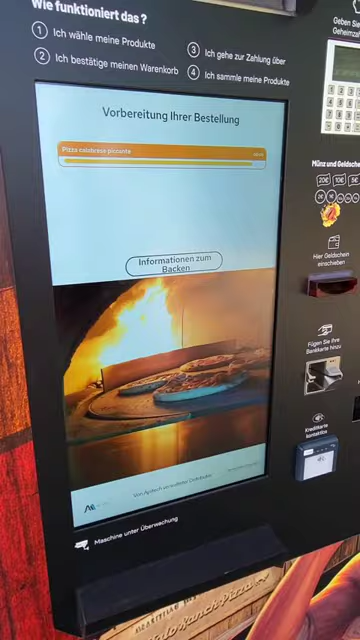 Wie funktioniert das ?
1 Ich wähle meine Produkte
2 Ich bestätige meinen Warenkorb
3 Ich gehe zur Zahlung über
4 Ich sammle meine Produkte
Vorbereitung Ihrer Bestellung
Pizza calabrese piccante
Informationen zum
Backen
Maschine unter Überwachung
Geben Sie
Geheimzahl
Münz und Geldsche
20€ 10€ 5€
Hier Geldschein
einschieben
Fügen Sie Ihre
Bankkarte hinzu
Kreditkarte
kontaktlos